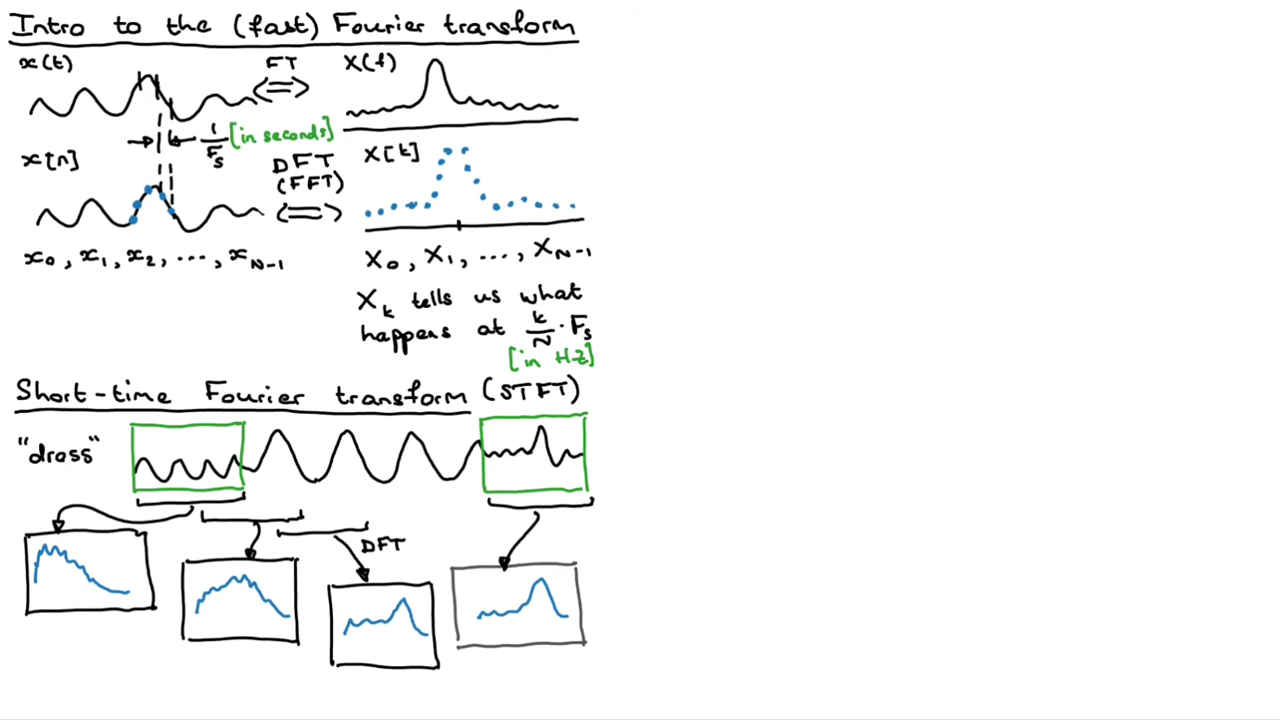 Intro to the (fast) Fourier transform
x(t)
FT
X(f)
1/Fs [in seconds]
x[n]
DFT
(FFT)
X[k]
x0, x1, x2, ..., xN-1
X0, X1, ..., XN-1
Xk tells us what
happens at k/N · Fs
[in Hz]
Short-time Fourier transform (STFT)
"dress"
DFT